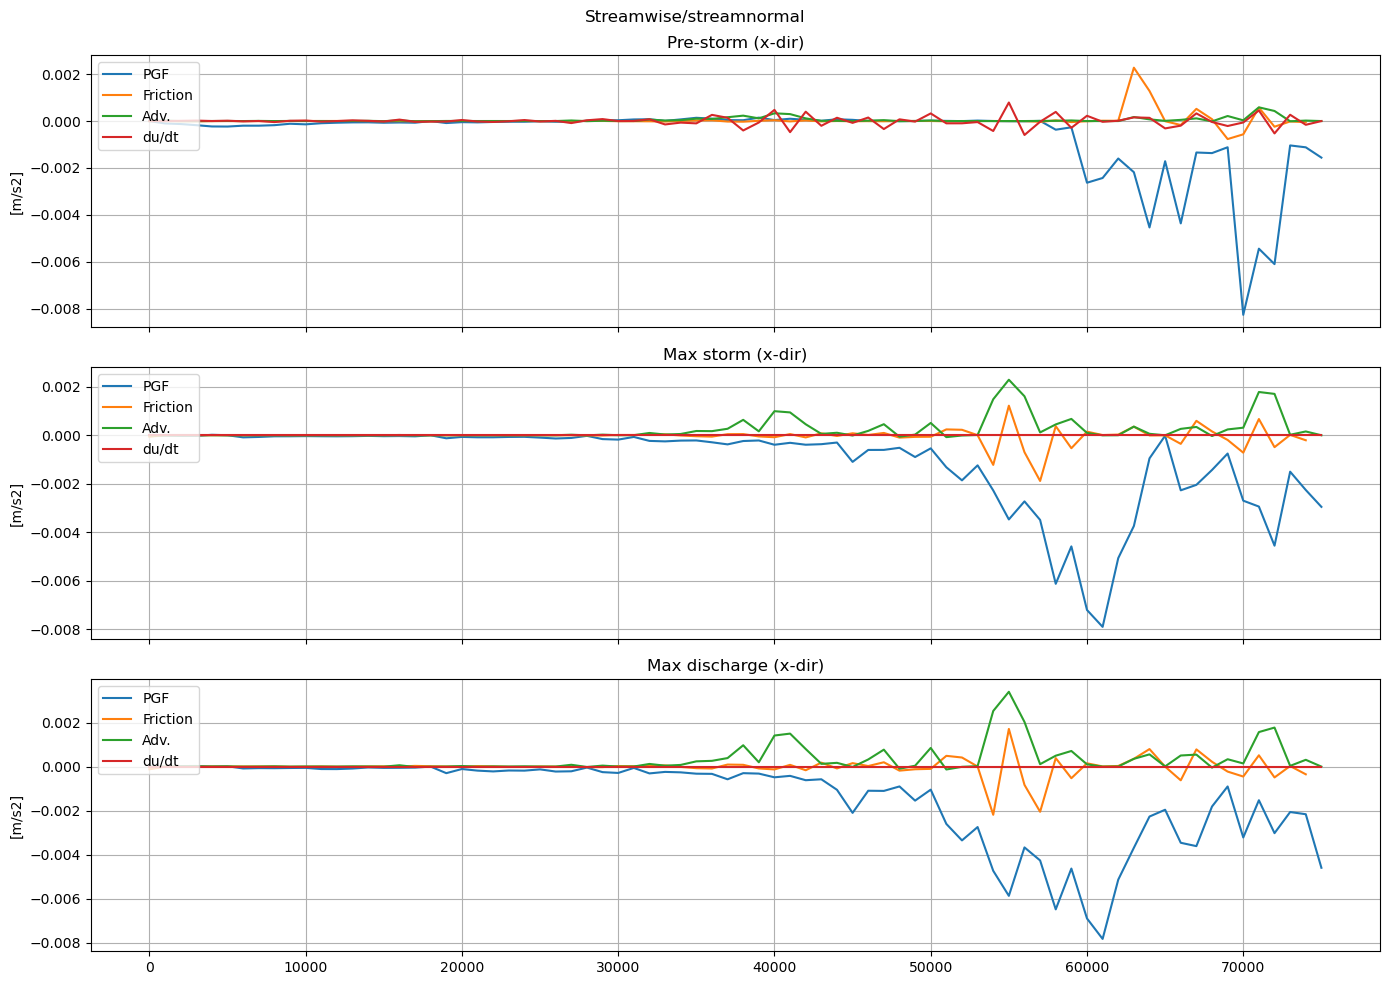 Streamwise/streamnormal
Pre-storm (x-dir)
0.002
0.000
−0.002
−0.004
−0.006
−0.008
[m/s2]
PGF
Friction
Adv.
du/dt
Max storm (x-dir)
0.002
0.000
−0.002
−0.004
−0.006
−0.008
[m/s2]
PGF
Friction
Adv.
du/dt
Max discharge (x-dir)
0.002
0.000
−0.002
−0.004
−0.006
−0.008
[m/s2]
PGF
Friction
Adv.
du/dt
0 10000 20000 30000 40000 50000 60000 70000